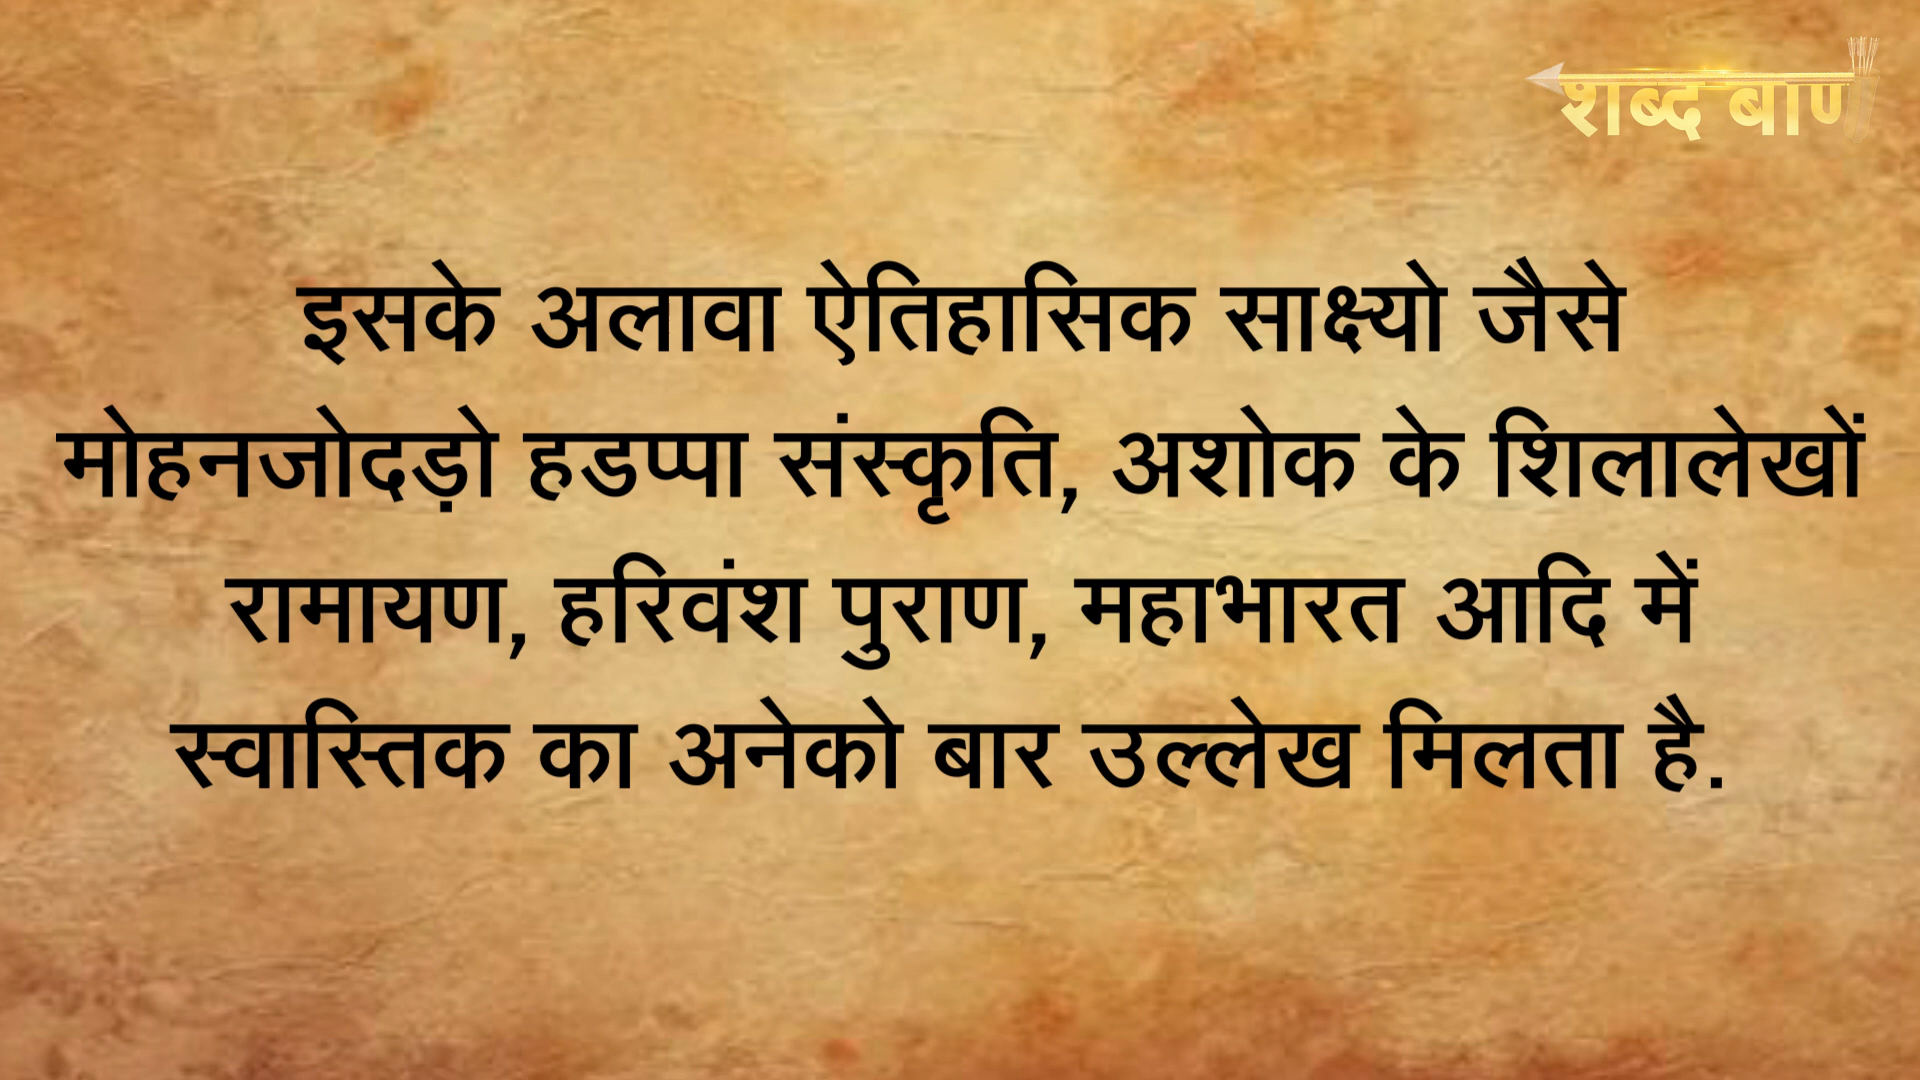 शब्द बाण
इसके अलावा ऐतिहासिक साक्ष्यो जैसे
मोहनजोदड़ो हडप्पा संस्कृति, अशोक के शिलालेखों
रामायण, हरिवंश पुराण, महाभारत आदि में
स्वास्तिक का अनेको बार उल्लेख मिलता है.